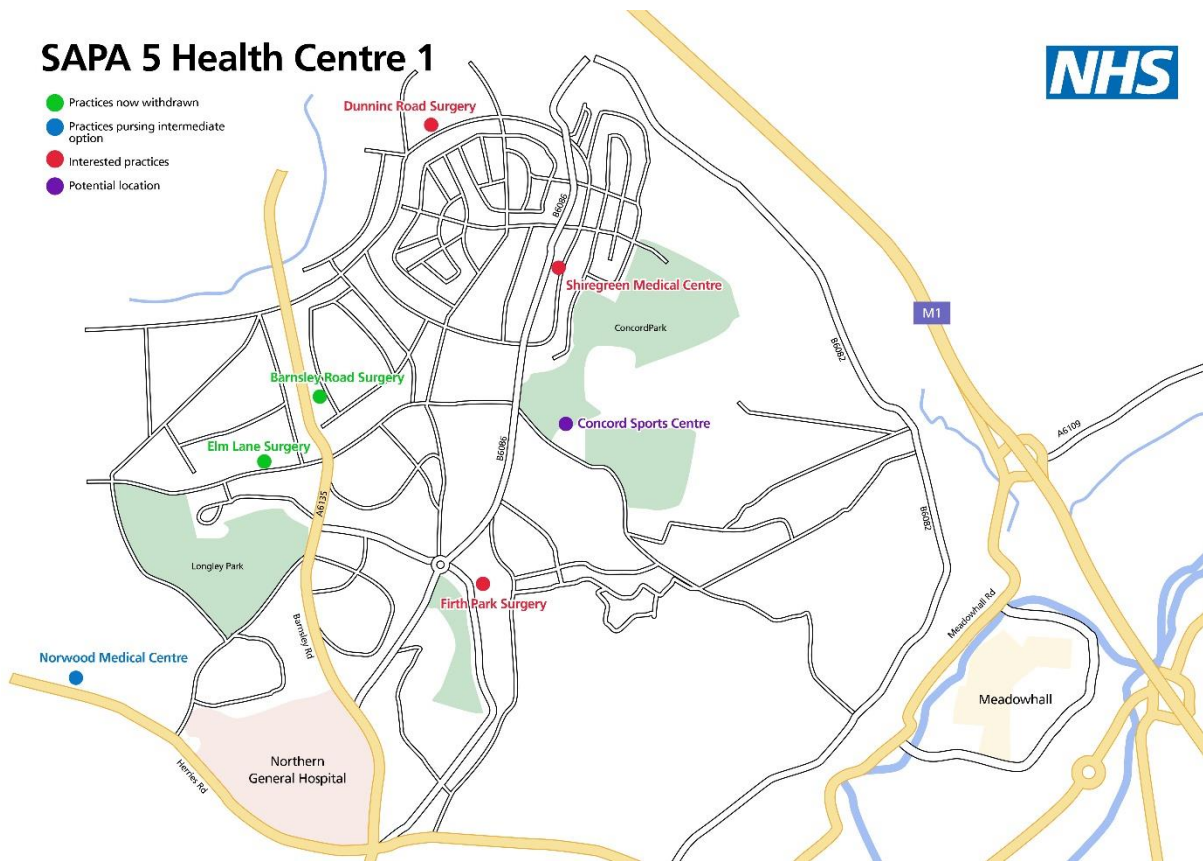 SAPA 5 Health Centre 1
NHS
Practices now withdrawn
Practices pursing intermediate
option
Interested practices
Potential location
Dunninc Road Surgery
B6086
Shiregreen Medical Centre
ConcordPark
M1
B6082
A6109
Barnsley Road Surgery
Concord Sports Centre
Elm Lane Surgery
B6086
A6135
B6082
Longley Park
Firth Park Surgery
Meadowhall Rd
Barnsley Rd
Norwood Medical Centre
Meadowhall
Northern
General Hospital
Herries Rd